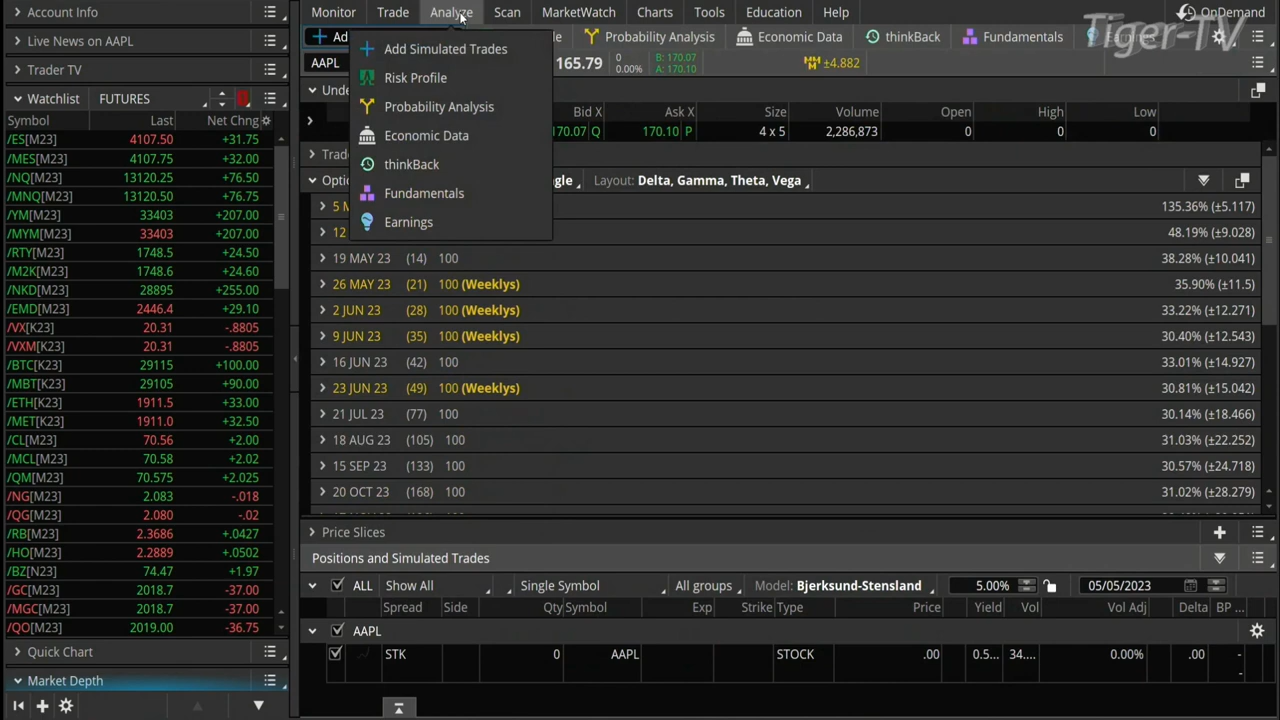 Account Info
Live News on AAPL
Trader TV
Watchlist FUTURES
Symbol Last Net Chng
/ES[M23] 4107.50 +31.75
/MES[M23] 4107.75 +32.00
/NQ[M23] 13120.25 +76.50
/MNQ[M23] 13120.50 +76.75
/YM[M23] 33403 +207.00
/MYM[M23] 33403 +207.00
/RTY[M23] 1748.5 +24.50
/M2K[M23] 1748.6 +24.60
/NKD[M23] 28895 +255.00
/EMD[M23] 2446.4 +29.10
/VX[K23] 20.31 -.8805
/VXM[K23] 20.31 -.8805
/BTC[K23] 29115 +100.00
/MBT[K23] 29105 +90.00
/ETH[K23] 1911.5 +33.00
/MET[K23] 1911.0 +32.50
/CL[M23] 70.56 +2.00
/MCL[M23] 70.58 +2.02
/QM[M23] 70.575 +2.025
/NG[M23] 2.083 -.018
/QG[M23] 2.080 -.02
/RB[M23] 2.3686 +.0427
/HO[M23] 2.2889 +.0502
/BZ[N23] 74.47 +1.97
/GC[M23] 2018.7 -37.00
/MGC[M23] 2018.7 -37.00
/QO[M23] 2019.00 -36.75
Quick Chart
Market Depth
Monitor Trade Analyze Scan MarketWatch Charts Tools Education Help OnDemand
Tiger-TV
Ad le Probability Analysis Economic Data thinkBack Fundamentals
AAPL 165.79 0 0.00% B: 170.07 A: 170.10 ±4.882
Add Simulated Trades
Risk Profile
Probability Analysis
Economic Data
thinkBack
Fundamentals
Earnings
Unde
Bid X Ask X Size Volume Open High Low
170.07 Q 170.10 P 4 x 5 2,286,873 0 0 0
Trade
Optio gle Layout: Delta, Gamma, Theta, Vega
5 M 135.36% (±5.117)
12 48.19% (±9.028)
19 MAY 23 (14) 100 38.28% (±10.041)
26 MAY 23 (21) 100 (Weeklys) 35.90% (±11.5)
2 JUN 23 (28) 100 (Weeklys) 33.22% (±12.271)
9 JUN 23 (35) 100 (Weeklys) 30.40% (±12.543)
16 JUN 23 (42) 100 33.01% (±14.927)
23 JUN 23 (49) 100 (Weeklys) 30.81% (±15.042)
21 JUL 23 (77) 100 30.14% (±18.466)
18 AUG 23 (105) 100 31.03% (±22.252)
15 SEP 23 (133) 100 30.57% (±24.718)
20 OCT 23 (168) 100 31.02% (±28.279)
Price Slices
Positions and Simulated Trades
ALL Show All Single Symbol All groups Model: Bjerksund-Stensland 5.00% 05/05/2023
Spread Side Qty Symbol Exp Strike Type Price Yield Vol Vol Adj Delta BP ...
AAPL
STK 0 AAPL STOCK .00 0.5... 34.... 0.00% .00 -
-